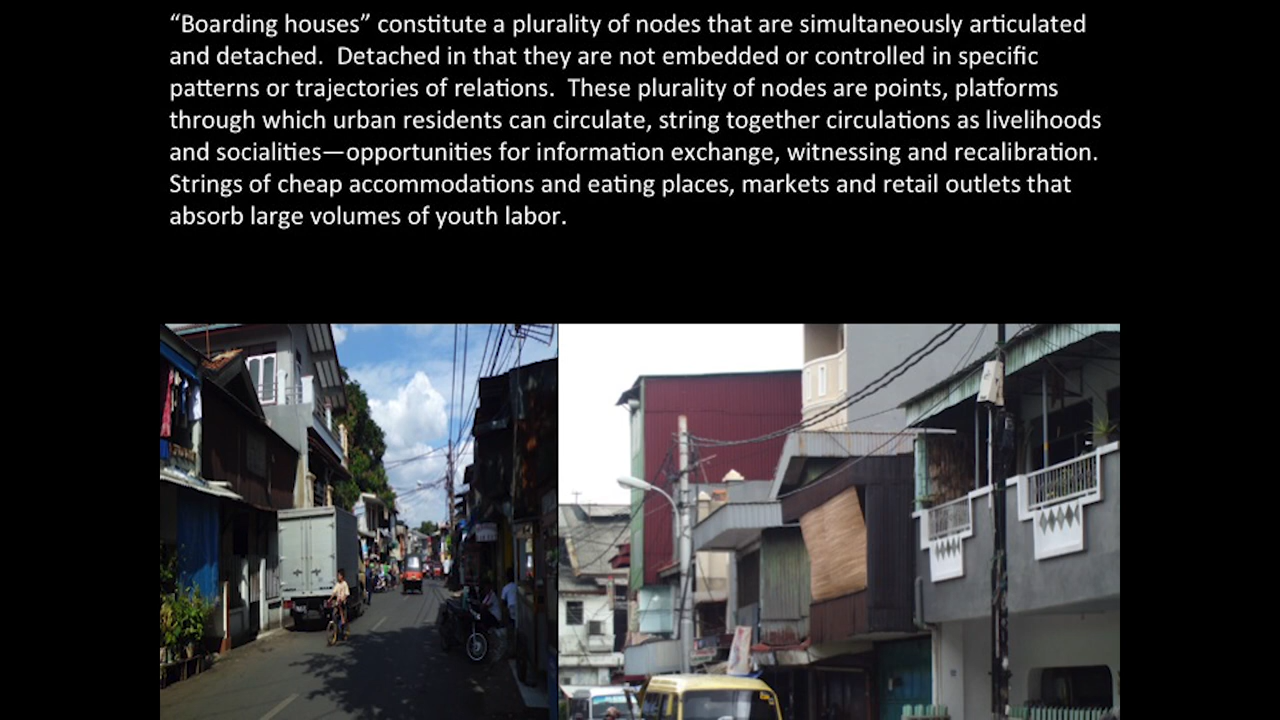 “Boarding houses” constitute a plurality of nodes that are simultaneously articulated
and detached.  Detached in that they are not embedded or controlled in specific
patterns or trajectories of relations.  These plurality of nodes are points, platforms
through which urban residents can circulate, string together circulations as livelihoods
and socialities—opportunities for information exchange, witnessing and recalibration.
Strings of cheap accommodations and eating places, markets and retail outlets that
absorb large volumes of youth labor.